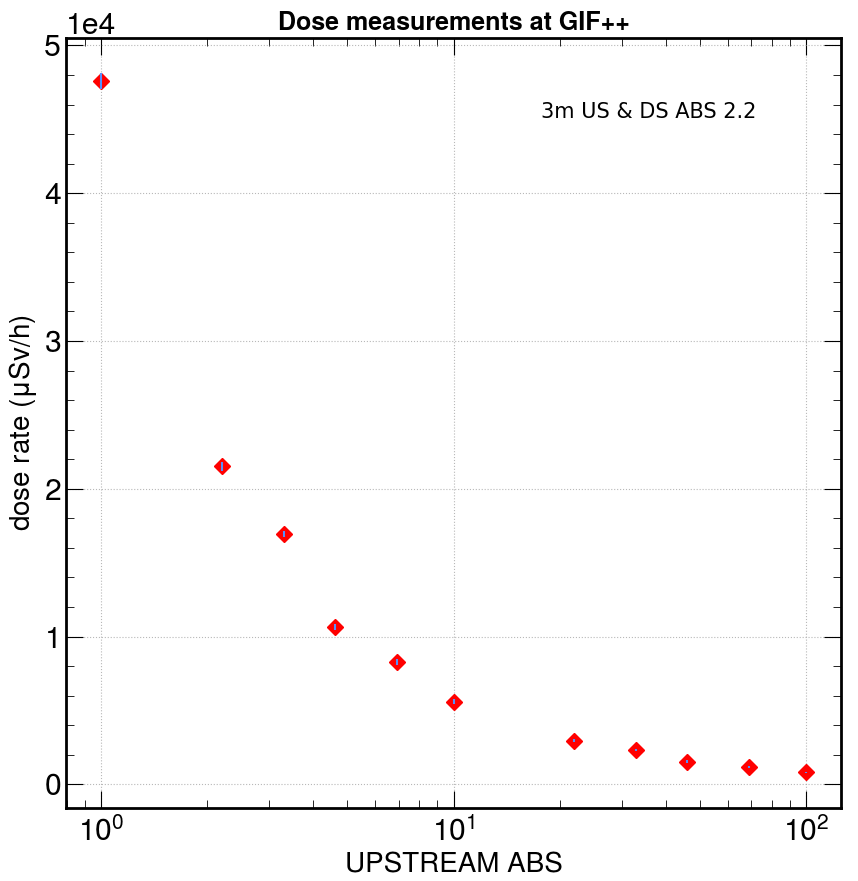 Dose measurements at GIF++
1e4
5
3m US & DS ABS 2.2
4
3
2
1
0
dose rate (μSv/h)
10⁰ 10¹ 10²
UPSTREAM ABS